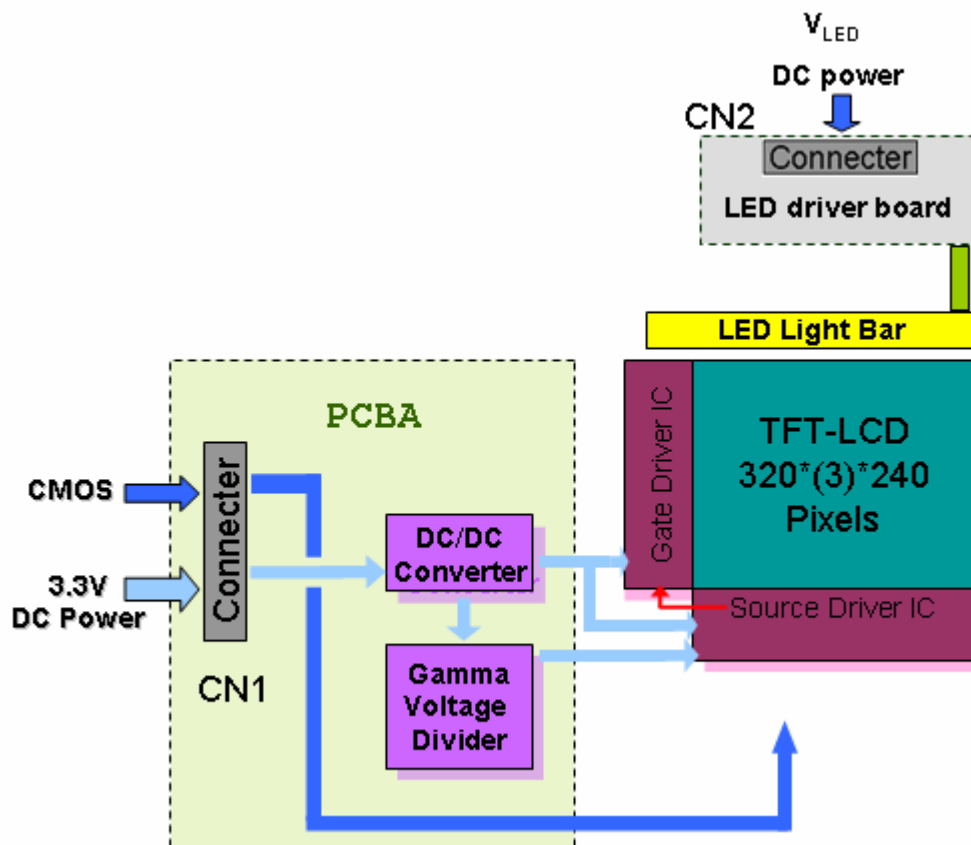 V_LED
DC power
CN2
Connecter
LED driver board
LED Light Bar
PCBA
Gate Driver IC
TFT-LCD
320*(3)*240
Pixels
CMOS
Connecter
DC/DC
Converter
3.3V
DC Power
Source Driver IC
CN1
Gamma
Voltage
Divider